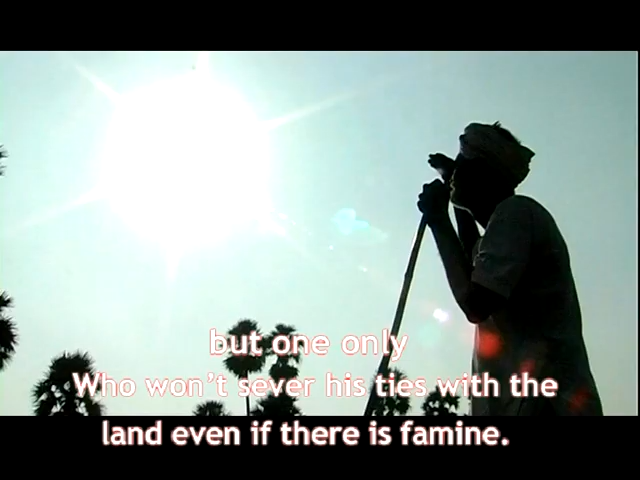 but one only
Who won't sever his ties with the
land even if there is famine.